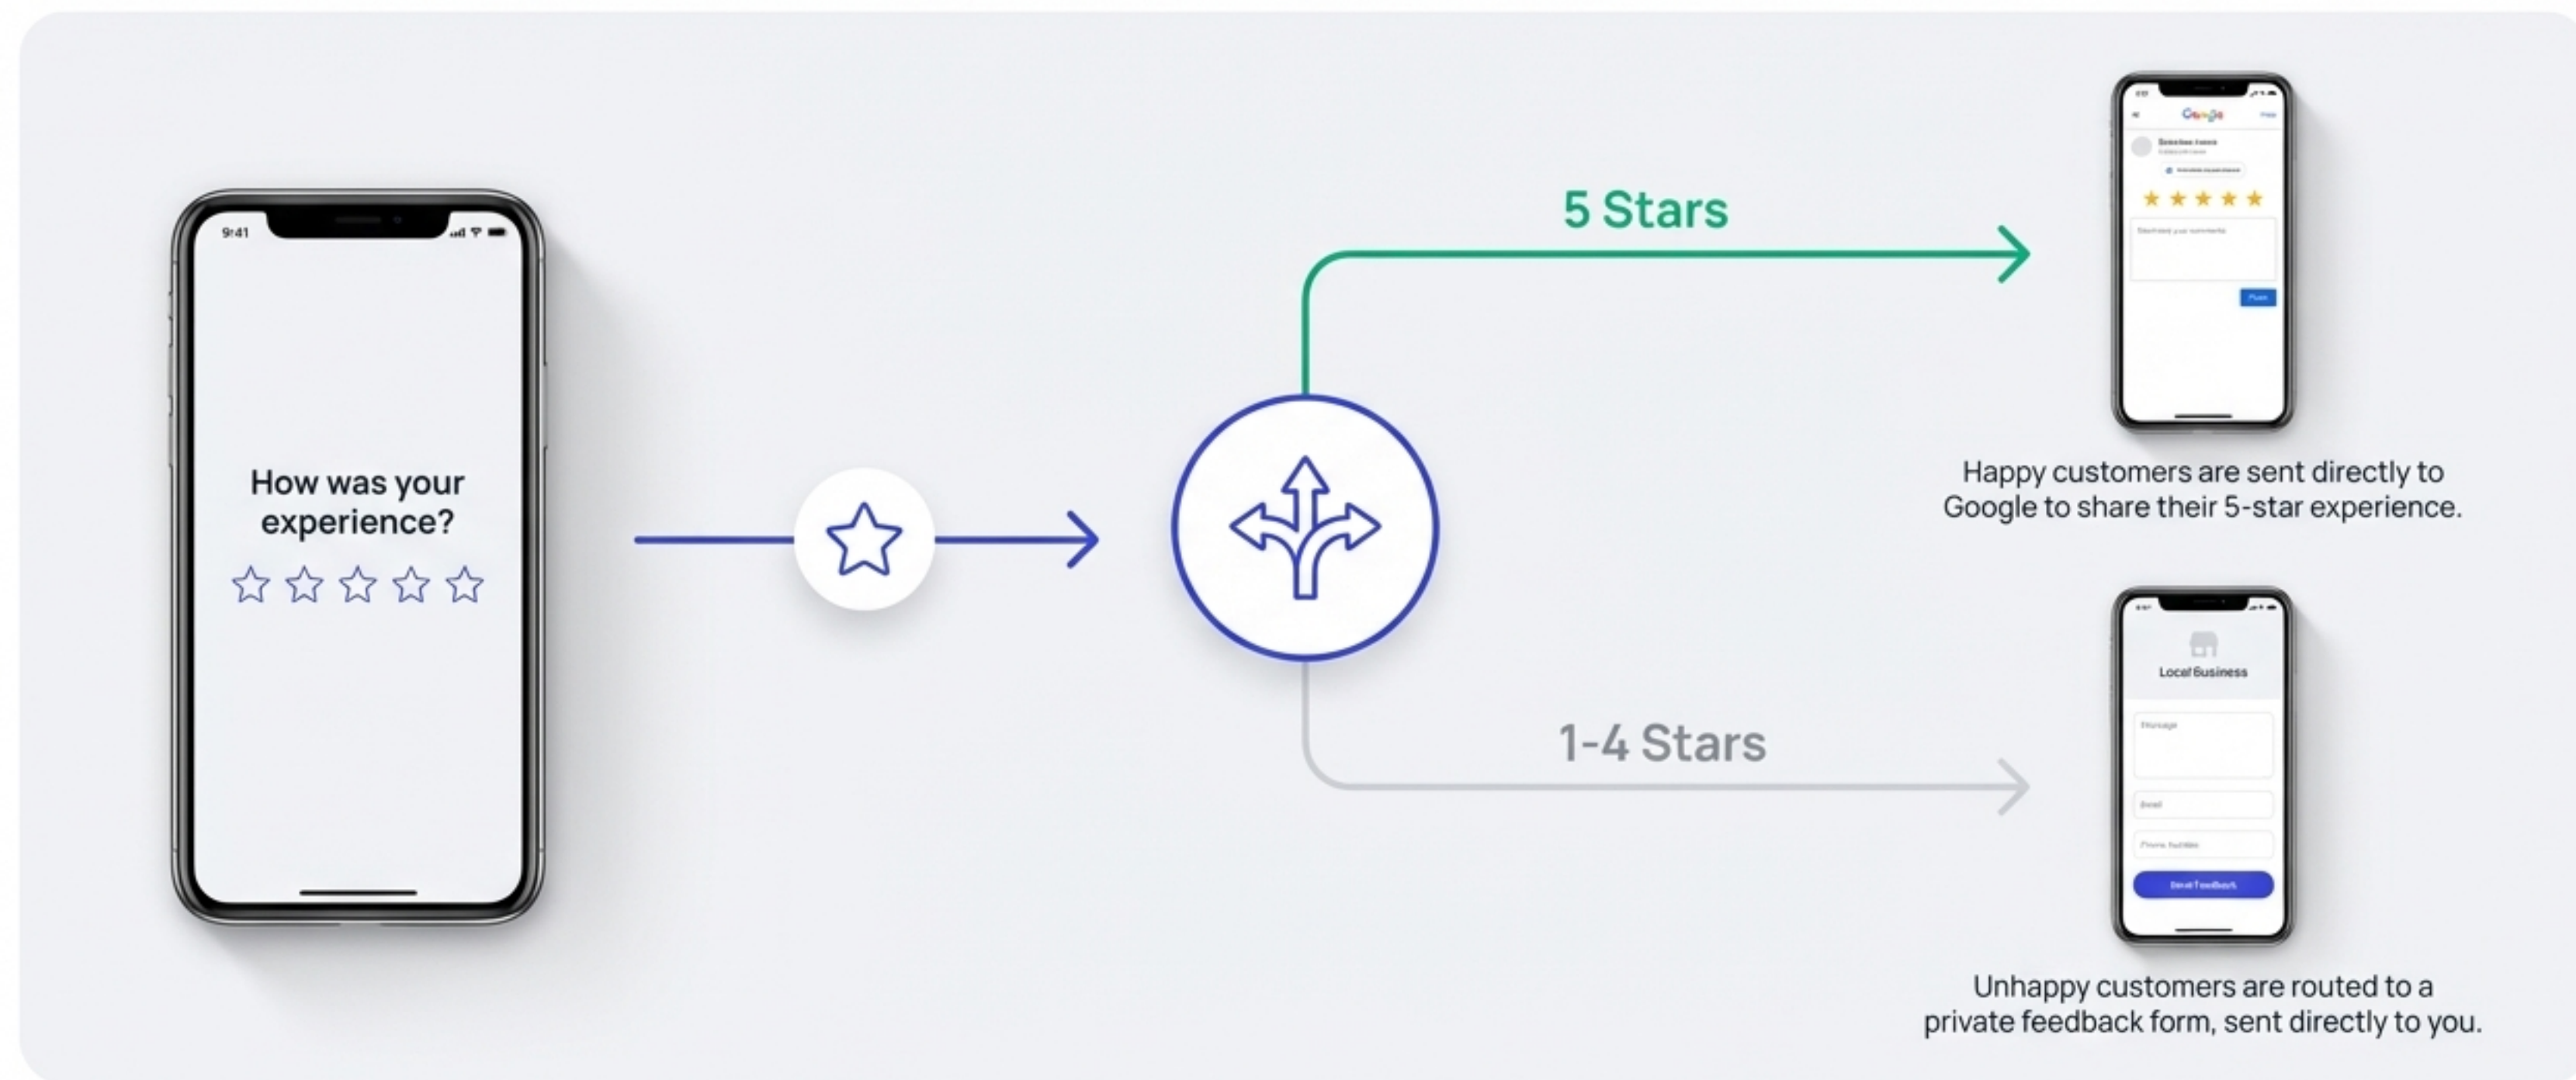 9:41
How was your
experience?
5 Stars
1-4 Stars
Google
Happy customers are sent directly to
Google to share their 5-star experience.
Local Business
Unhappy customers are routed to a
private feedback form, sent directly to you.